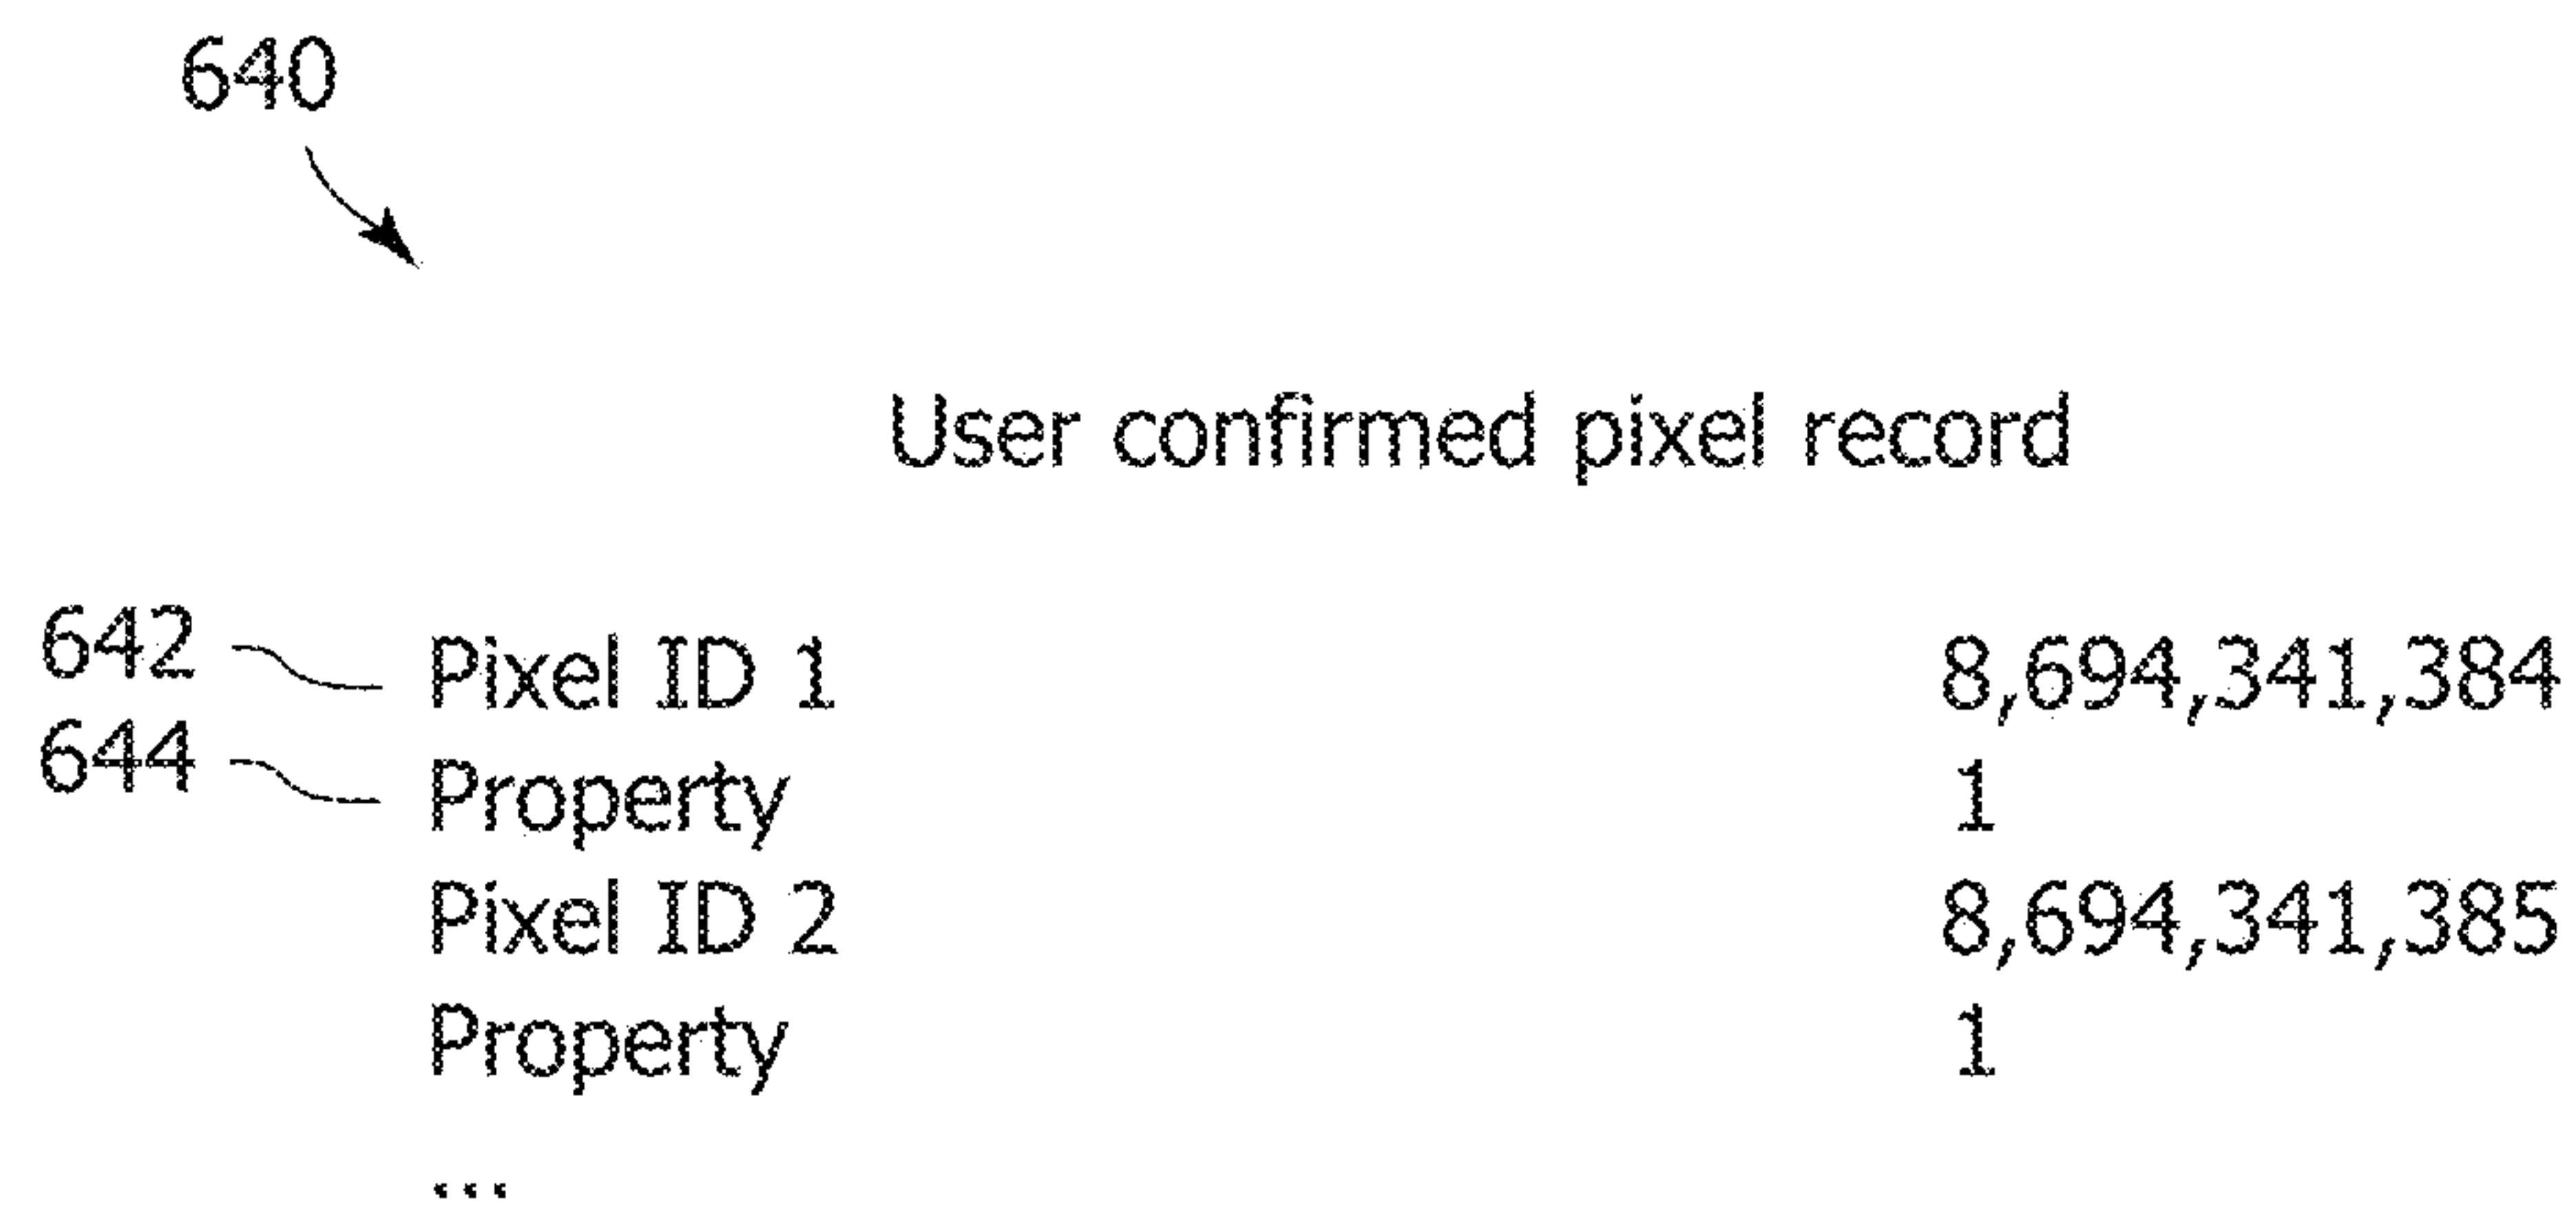 640
User confirmed pixel record
642 Pixel ID 1 8,694,341,384
644 Property 1
Pixel ID 2 8,694,341,385
Property 1
...